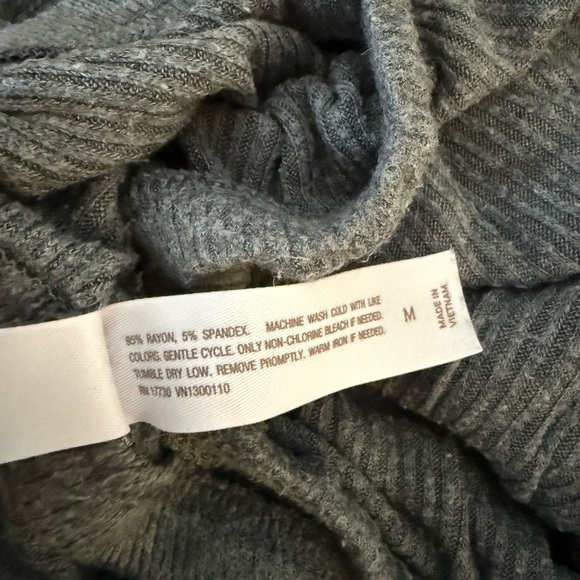 95% RAYON, 5% SPANDEX. MACHINE WASH COLD WITH LIKE
COLORS. GENTLE CYCLE. ONLY NON-CHLORINE BLEACH IF NEEDED.
TUMBLE DRY LOW, REMOVE PROMPTLY. WARM IRON IF NEEDED.
RN 17730 VN1300110
M
MADE IN
VIETNAM